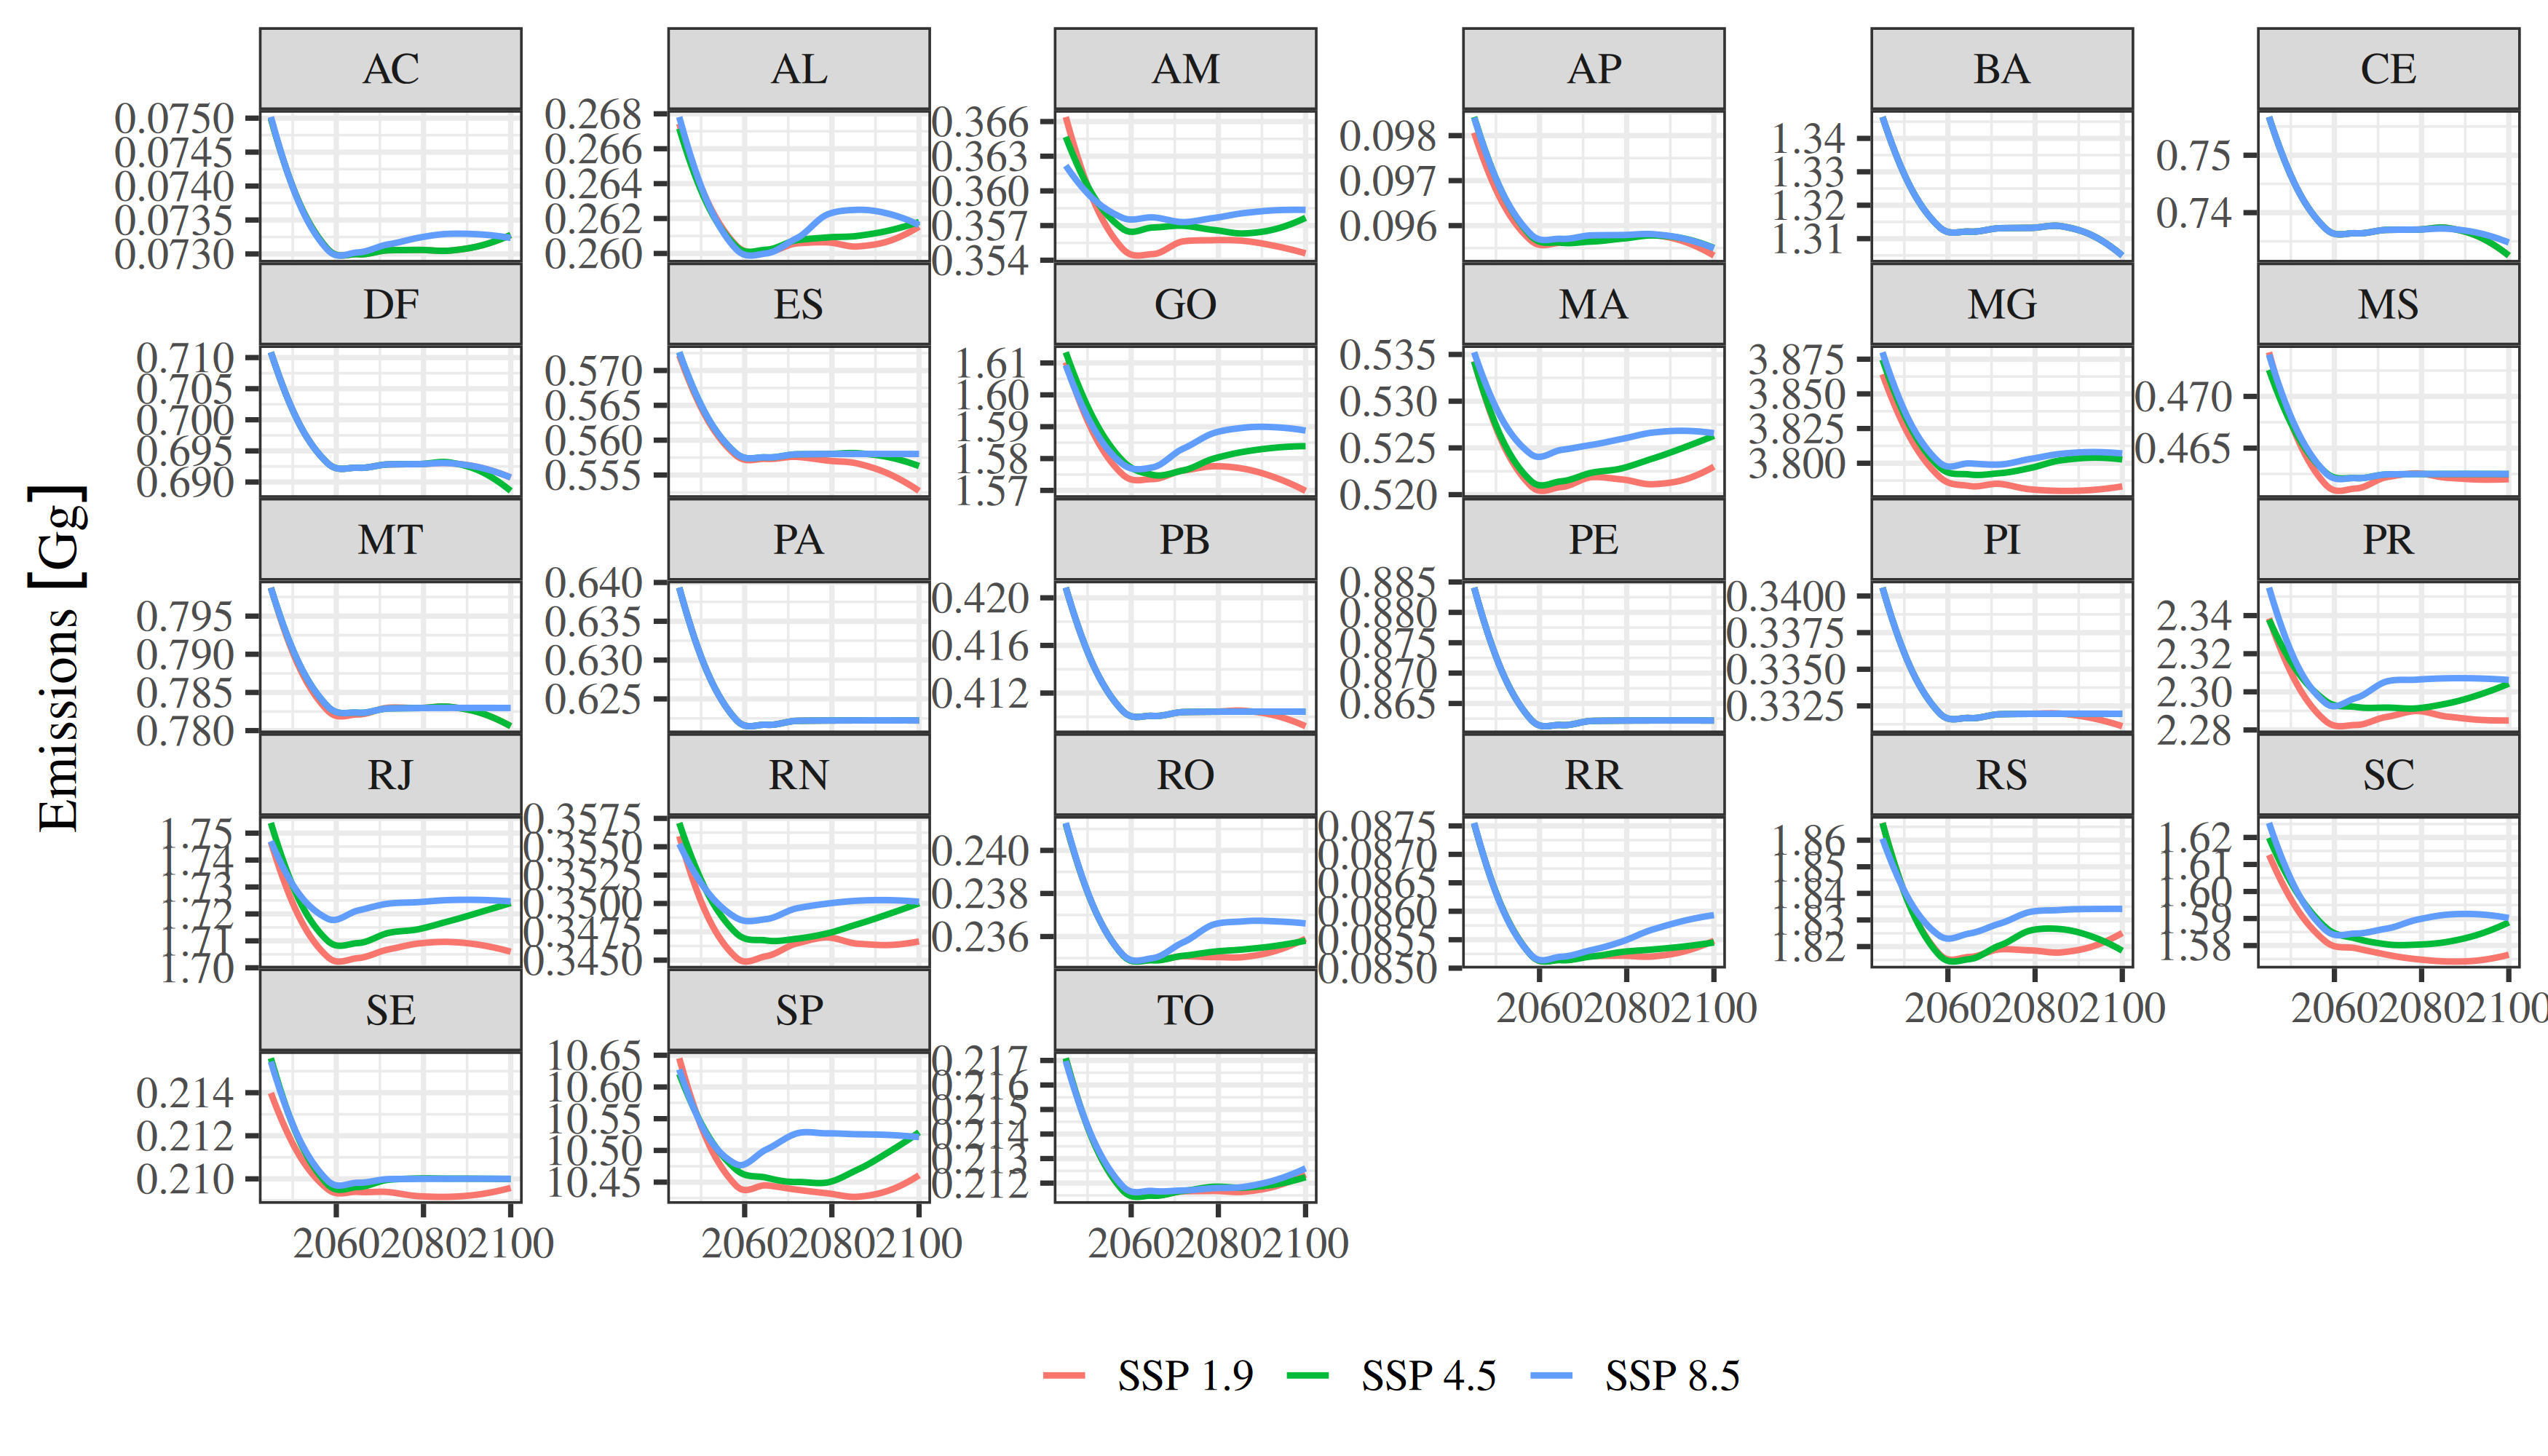 AC AL AM AP BA CE
0.0750 0.0745 0.0740 0.0735 0.0730
0.268 0.266 0.264 0.262 0.260
0.366 0.363 0.360 0.357 0.354
0.098 0.097 0.096
1.34 1.33 1.32 1.31
0.75 0.74
DF ES GO MA MG MS
0.710 0.705 0.700 0.695 0.690
0.570 0.565 0.560 0.555
1.61 1.60 1.59 1.58 1.57
0.535 0.530 0.525 0.520
3.875 3.850 3.825 3.800
0.470 0.465
Emissions [Gg]
MT PA PB PE PI PR
0.795 0.790 0.785 0.780
0.640 0.635 0.630 0.625
0.420 0.416 0.412
0.885 0.880 0.875 0.870 0.865
0.3400 0.3375 0.3350 0.3325
2.34 2.32 2.30 2.28
RJ RN RO RR RS SC
1.75 1.74 1.73 1.72 1.71 1.70
0.3575 0.3550 0.3525 0.3500 0.3475 0.3450
0.240 0.238 0.236
0.0875 0.0870 0.0865 0.0860 0.0855 0.0850
1.86 1.85 1.84 1.83 1.82
1.62 1.61 1.60 1.59 1.58
2060 2080 2100
2060 2080 2100
2060 2080 2100
SE SP TO
0.214 0.212 0.210
10.65 10.60 10.55 10.50 10.45
0.217 0.216 0.215 0.214 0.213 0.212
2060 2080 2100
2060 2080 2100
2060 2080 2100
SSP 1.9 SSP 4.5 SSP 8.5